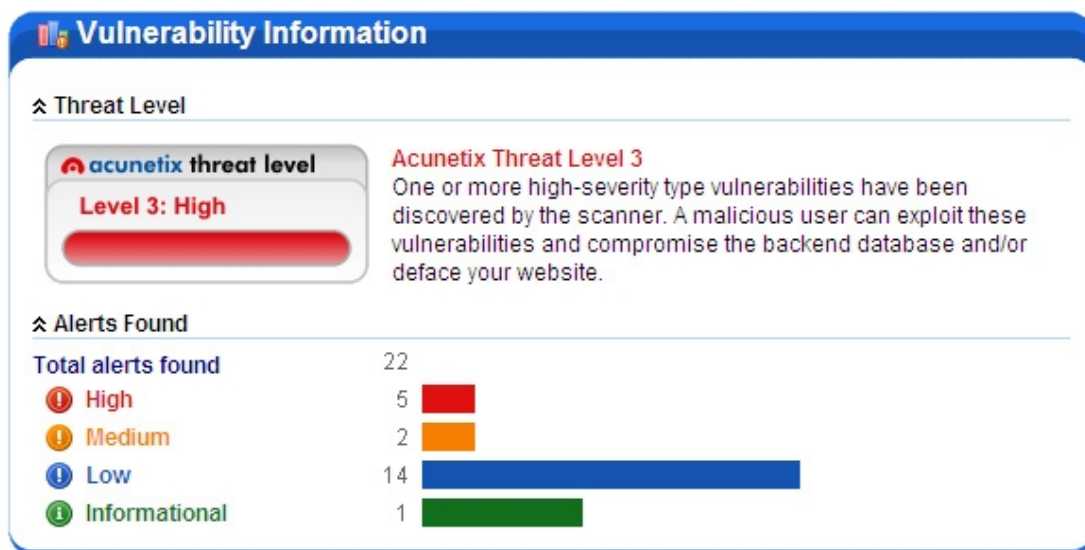 Vulnerability Information
Threat Level
acunetix threat level
Level 3: High
Acunetix Threat Level 3
One or more high-severity type vulnerabilities have been
discovered by the scanner. A malicious user can exploit these
vulnerabilities and compromise the backend database and/or
deface your website.
Alerts Found
Total alerts found 22
High 5
Medium 2
Low 14
Informational 1